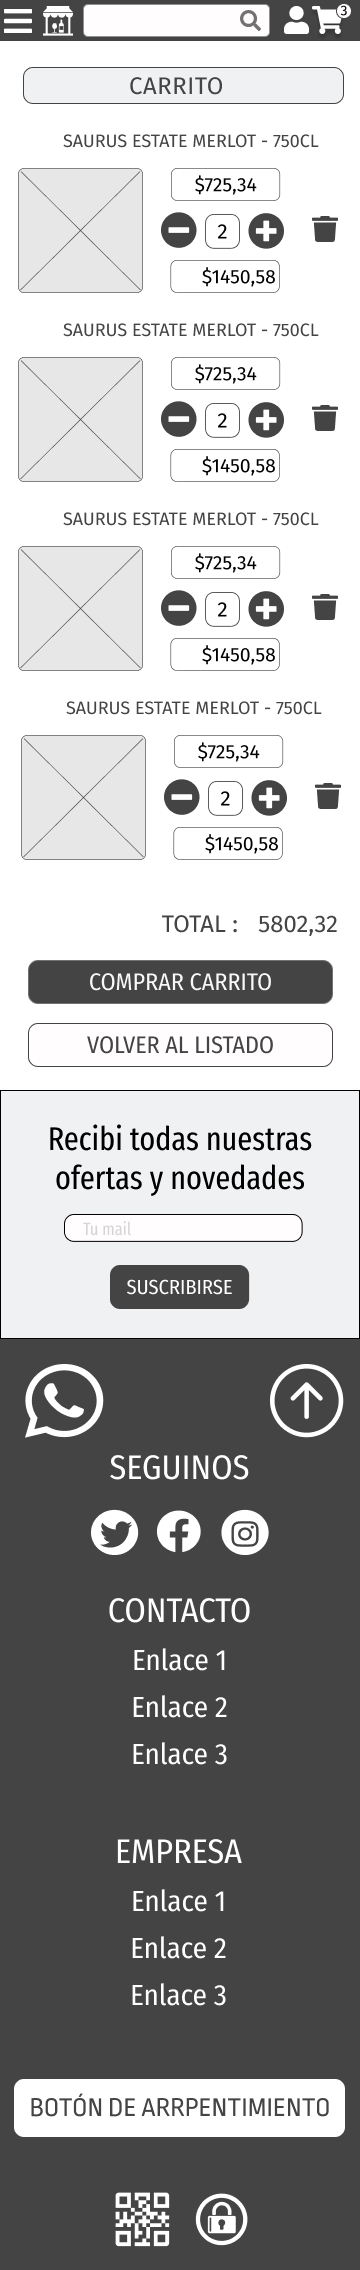 3
CARRITO
SAURUS ESTATE MERLOT - 750CL
$725,34
2
$1450,58
SAURUS ESTATE MERLOT - 750CL
$725,34
2
$1450,58
SAURUS ESTATE MERLOT - 750CL
$725,34
2
$1450,58
SAURUS ESTATE MERLOT - 750CL
$725,34
2
$1450,58
TOTAL : 5802,32
COMPRAR CARRITO
VOLVER AL LISTADO
Recibi todas nuestras
ofertas y novedades
Tu mail
SUSCRIBIRSE
SEGUINOS
CONTACTO
Enlace 1
Enlace 2
Enlace 3
EMPRESA
Enlace 1
Enlace 2
Enlace 3
BOTÓN DE ARRPENTIMIENTO